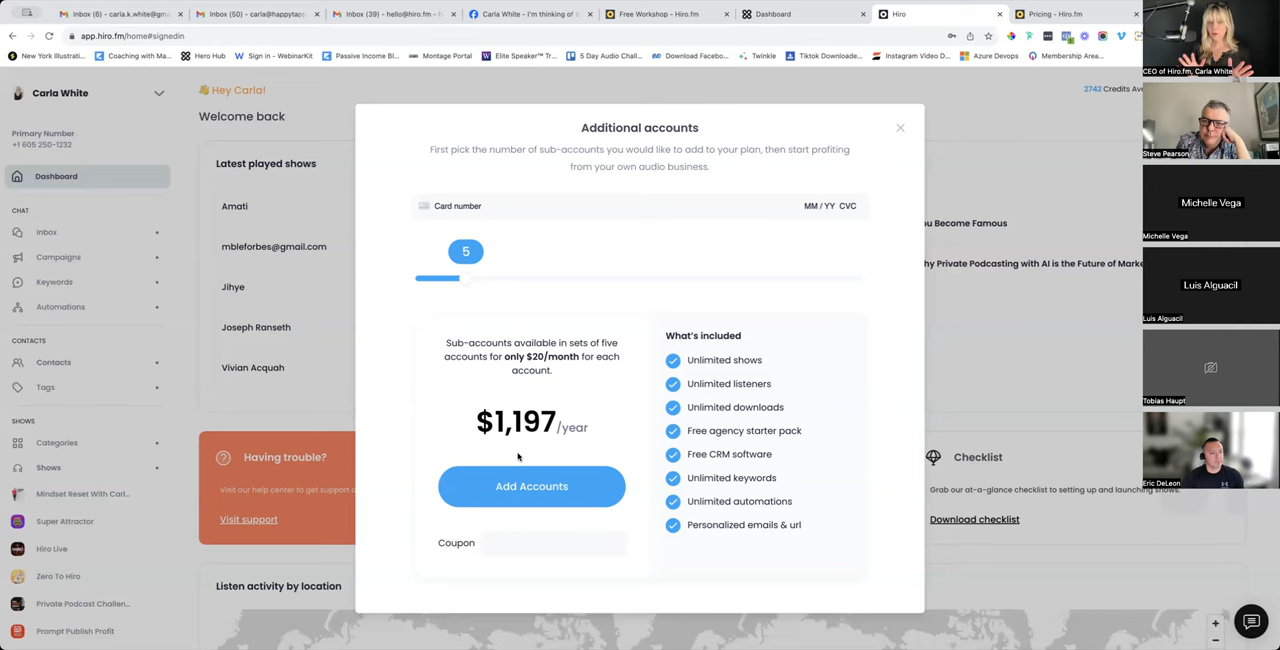 Inbox (6) - carla.k.white@gm
Inbox (50) - carla@happytap
Inbox (39) - hello@hiro.fm -
Carla White - I'm thinking of
Free Workshop - Hiro.fm
Dashboard
Hiro
Pricing - Hiro.fm
app.hiro.fm/home#signedin
New York Illustrati...
Coaching with Ma...
Hero Hub
Sign in - WebinarKit
Passive Income Bl...
Montage Portal
Elite Speaker™ Tr...
5 Day Audio Chall...
Download Facebo...
Twinkle
Tiktok Downloade...
Instagram Video D...
Azure Devops
Membership Area...
Carla White
Primary Number
+1 605 250-1232
Dashboard
CHAT
Inbox
Campaigns
Keywords
Automations
CONTACTS
Contacts
Tags
SHOWS
Categories
Shows
Mindset Reset With Carl...
Super Attractor
Hiro Live
Zero To Hiro
Private Podcast Challen...
Prompt Publish Profit
👋 Hey Carla!
Welcome back
2742 Credits Av
Latest played shows
Amati
mbleforbes@gmail.com
Jihye
Joseph Ranseth
Vivian Acquah
ou Become Famous
hy Private Podcasting with AI is the Future of Marke
Having trouble?
Visit our help center to get support
Visit support
Checklist
Grab our at-a-glance checklist to setting up and launching shows.
Download checklist
Listen activity by location
Additional accounts
First pick the number of sub-accounts you would like to add to your plan, then start profiting
from your own audio business.
Card number
MM / YY CVC
5
Sub-accounts available in sets of five
accounts for only $20/month for each
account.
$1,197/year
Add Accounts
Coupon
What's included
Unlimited shows
Unlimited listeners
Unlimited downloads
Free agency starter pack
Free CRM software
Unlimited keywords
Unlimited automations
Personalized emails & url
CEO of Hiro.fm, Carla White
Steve Pearson
Michelle Vega
Michelle Vega
Luis Alguacil
Luis Alguacil
Tobias Haupt
Eric DeLeon